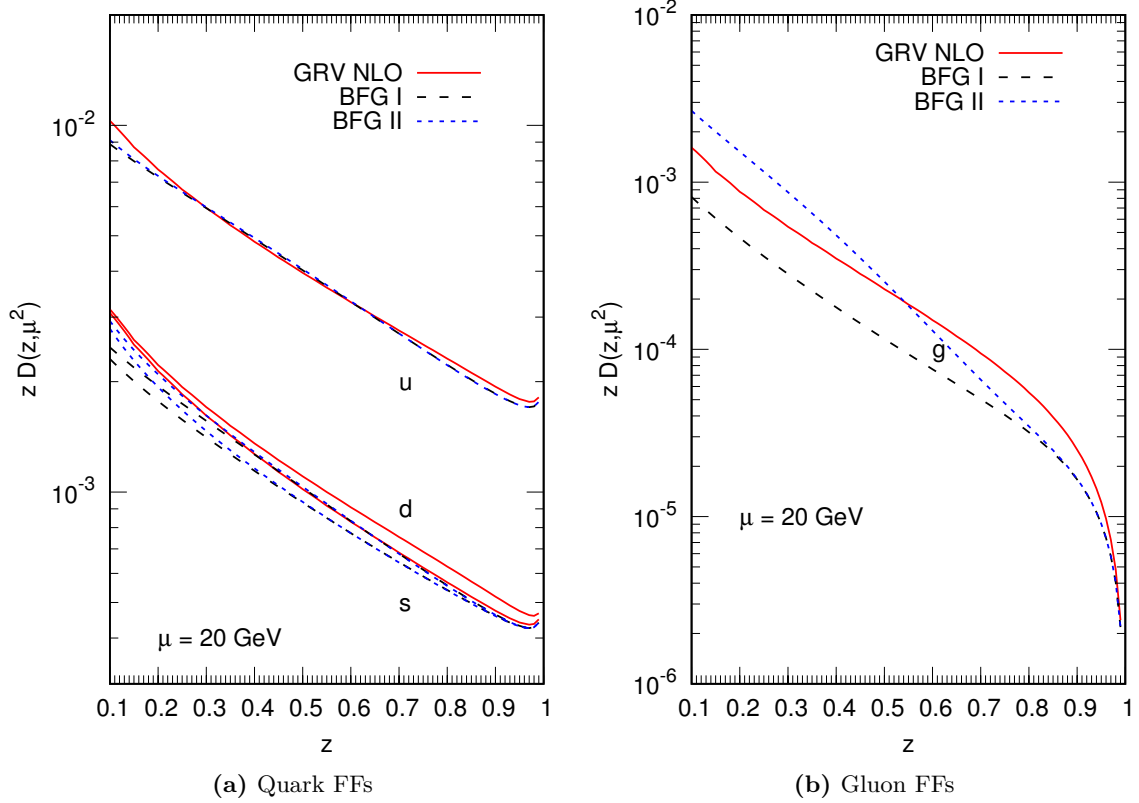 GRV NLO
BFG I
BFG II
10^-2
10^-3
z D(z,μ^2)
u
d
s
μ = 20 GeV
0.1 0.2 0.3 0.4 0.5 0.6 0.7 0.8 0.9 1
z
(a) Quark FFs
GRV NLO
BFG I
BFG II
10^-2
10^-3
10^-4
10^-5
10^-6
z D(z,μ^2)
g
μ = 20 GeV
0.1 0.2 0.3 0.4 0.5 0.6 0.7 0.8 0.9 1
z
(b) Gluon FFs